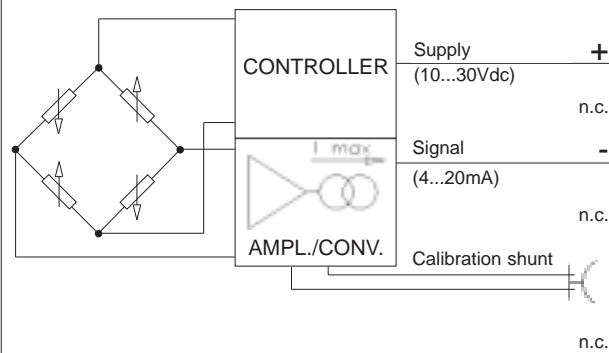 CONTROLLER
Supply +
(10...30Vdc)
n.c.
I max
Signal -
(4...20mA)
n.c.
AMPL./CONV.
Calibration shunt
n.c.